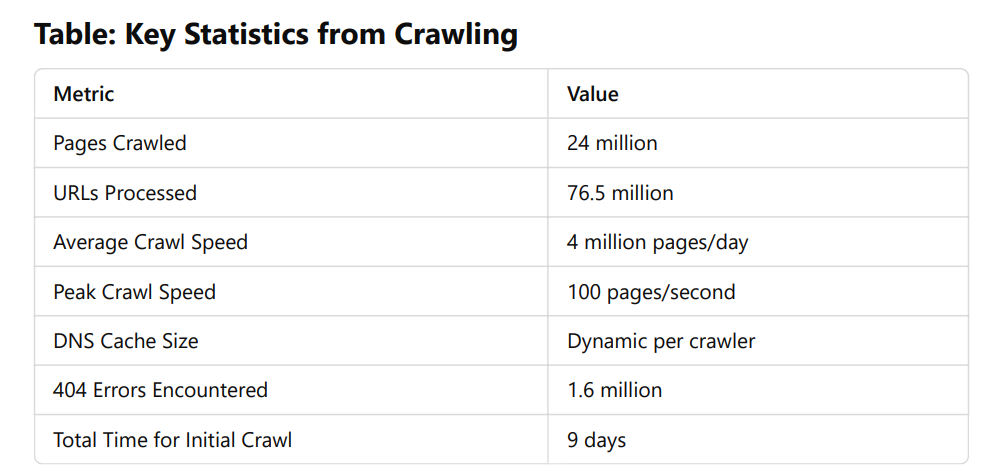 Table: Key Statistics from Crawling
Metric Value
Pages Crawled 24 million
URLs Processed 76.5 million
Average Crawl Speed 4 million pages/day
Peak Crawl Speed 100 pages/second
DNS Cache Size Dynamic per crawler
404 Errors Encountered 1.6 million
Total Time for Initial Crawl 9 days